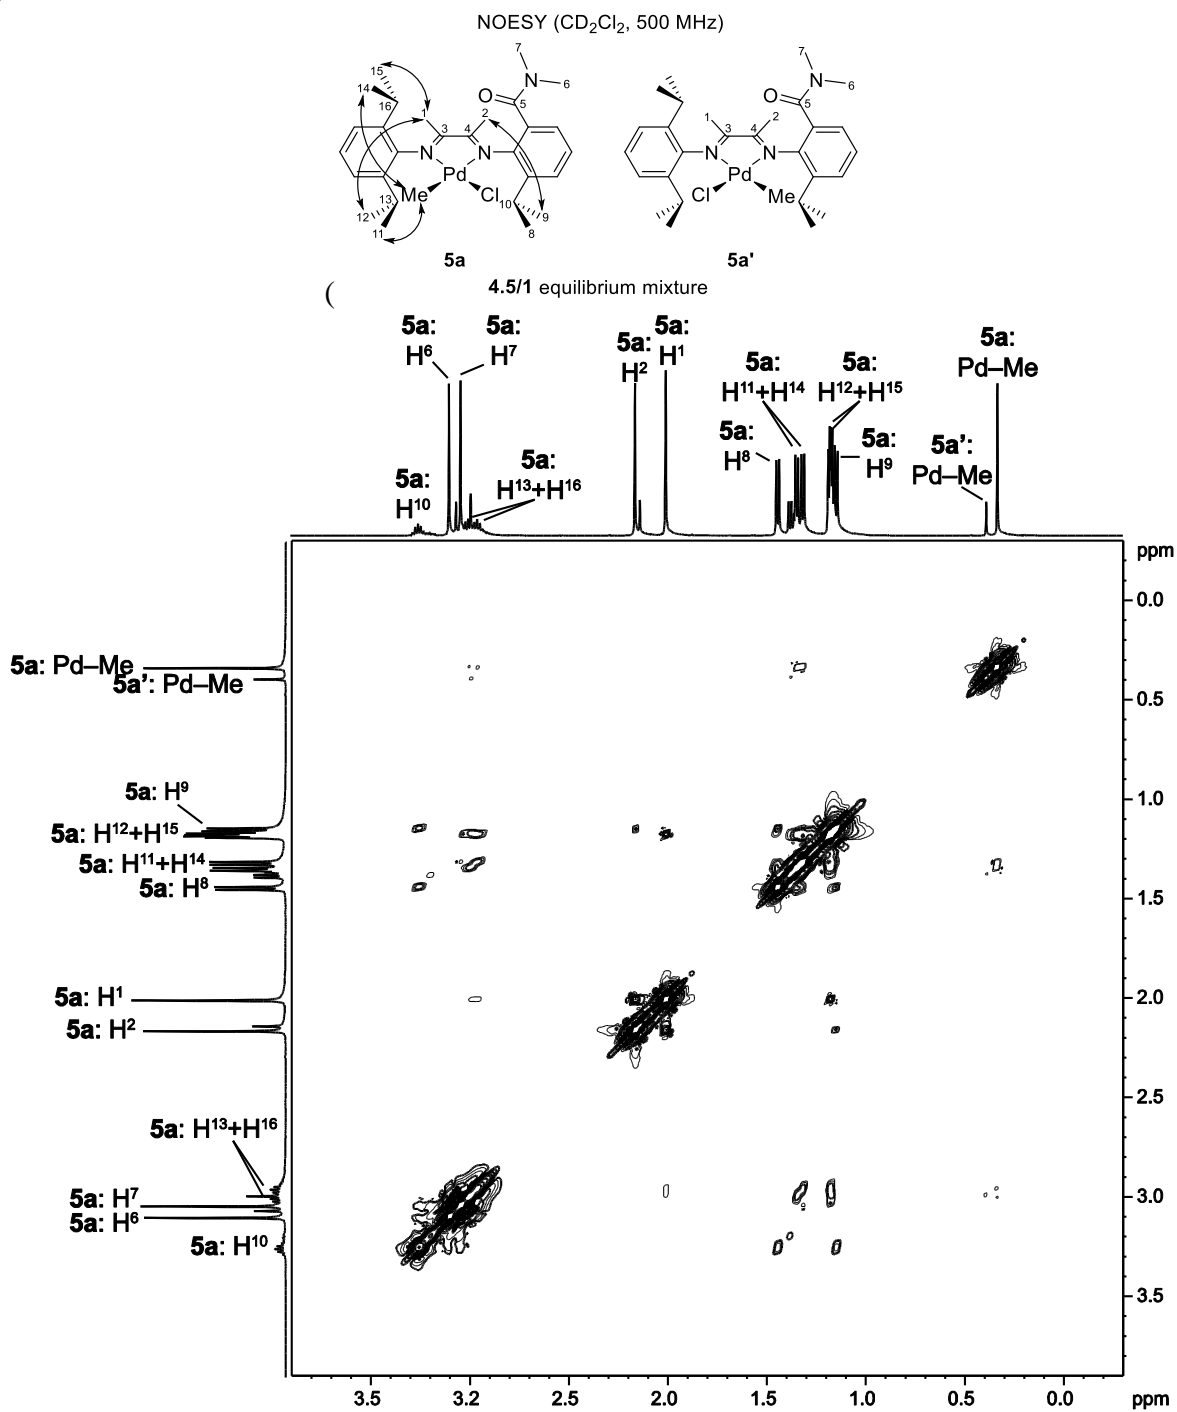 NOESY (CD2Cl2, 500 MHz)
15
14
16
1
3
4
2
7
N
6
O
5
N
N
Pd
Me
Cl
13
12
11
10
9
8
5a
7
N
6
O
5
1
3
4
2
N
N
Pd
Cl
Me
5a'
(
4.5/1 equilibrium mixture
5a:
H6
5a:
H7
5a:
H2
5a:
H1
5a:
H11+H14
5a:
H12+H15
5a:
Pd–Me
5a:
H8
5a:
H9
5a':
Pd–Me
5a:
H10
5a:
H13+H16
ppm
0.0
0.5
1.0
1.5
2.0
2.5
3.0
3.5
5a: Pd–Me
5a': Pd–Me
5a: H9
5a: H12+H15
5a: H11+H14
5a: H8
5a: H1
5a: H2
5a: H13+H16
5a: H7
5a: H6
5a: H10
3.5
3.2
2.5
2.0
1.5
1.0
0.5
0.0
ppm